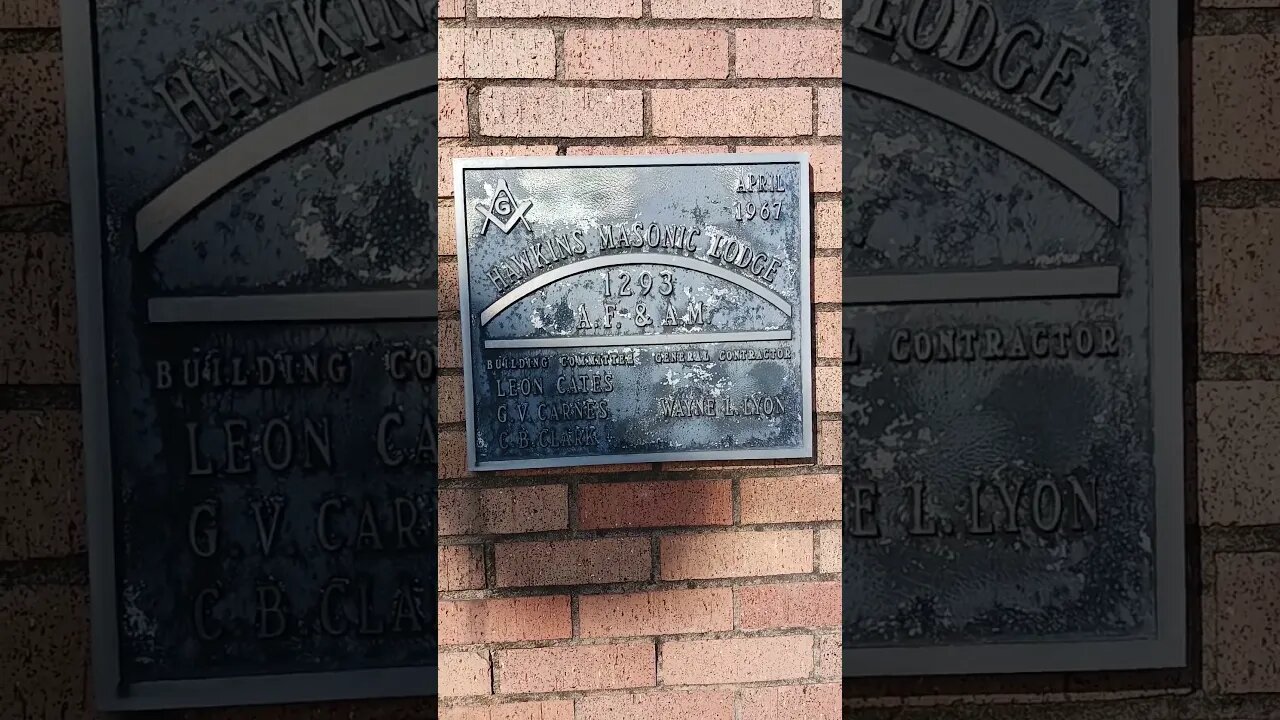 G
APRIL
1967
HAWKINS MASONIC LODGE
1293
A.F. & A.M.
BUILDING COMMITTEE GENERAL CONTRACTOR
LEON CATES
G.V. CARNES WAYNE L. LYON
C.B. CLARK